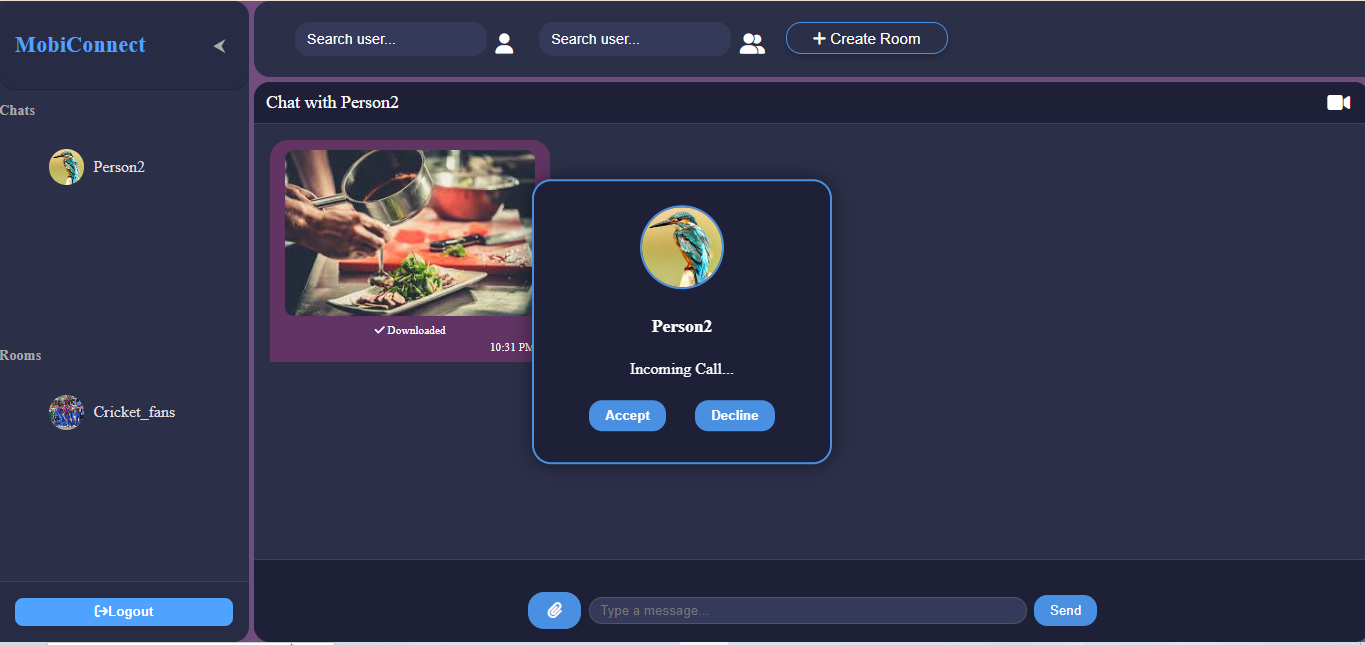 MobiConnect
Search user...
Search user...
Create Room
Chats
Person2
Rooms
Cricket_fans
Logout
Chat with Person2
Downloaded
10:31 PM
Person2
Incoming Call...
Accept
Decline
Type a message...
Send